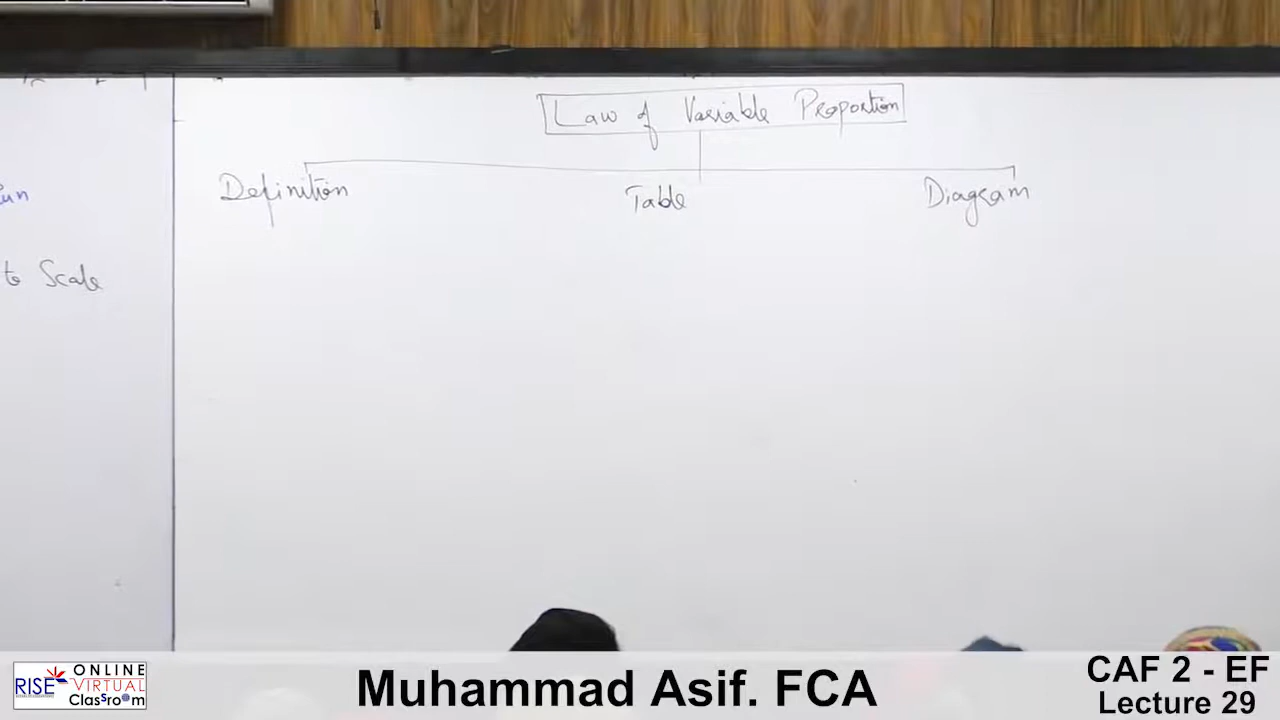 Law of Variable Proportion
Definition Table Diagram
to Scale
RISE ONLINE
VIRTUAL
Classroom
Muhammad Asif. FCA
CAF 2 - EF
Lecture 29